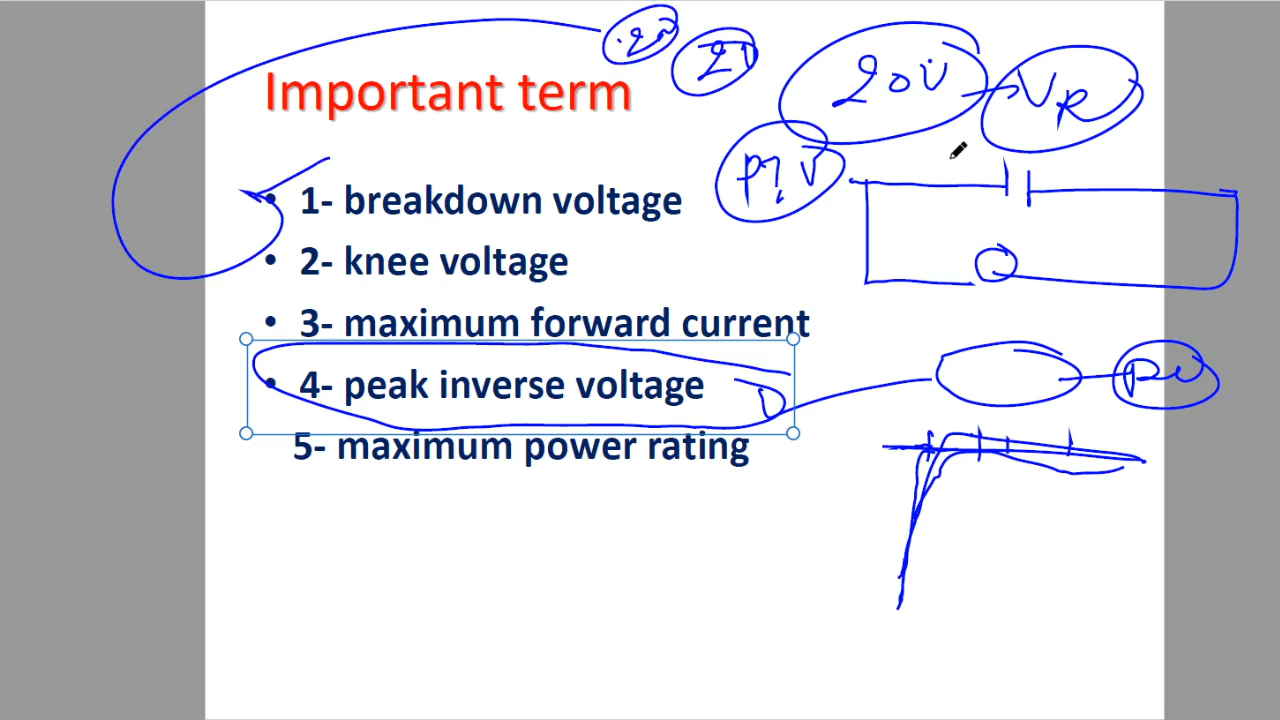 20V
VR
Important term
PIV
• 1- breakdown voltage
• 2- knee voltage
• 3- maximum forward current
• 4- peak inverse voltage
5- maximum power rating